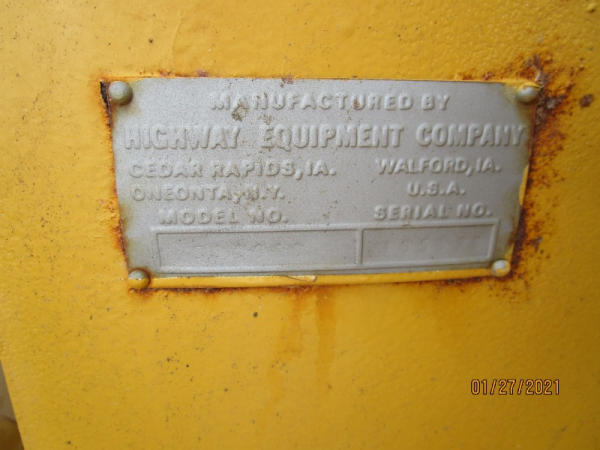 MANUFACTURED BY
HIGHWAY EQUIPMENT COMPANY
CEDAR RAPIDS, IA. WALFORD, IA.
ONEONTA, N.Y. U.S.A.
MODEL NO. SERIAL NO.
01/27/2021